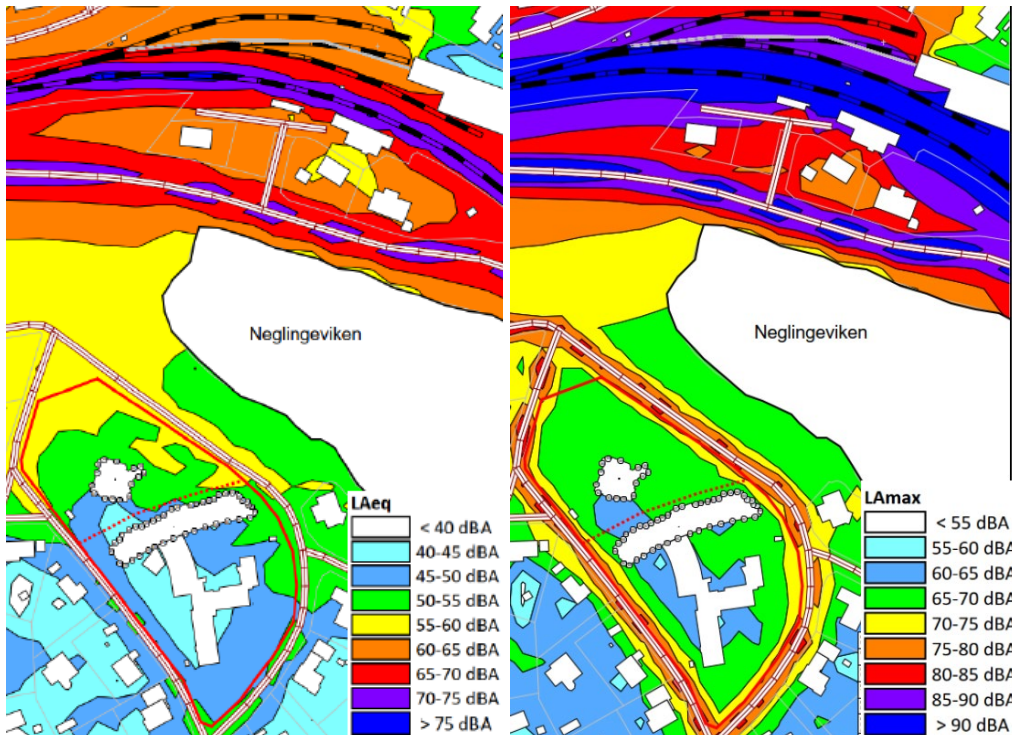 Neglingeviken
LAeq
< 40 dBA
40-45 dBA
45-50 dBA
50-55 dBA
55-60 dBA
60-65 dBA
65-70 dBA
70-75 dBA
> 75 dBA
Neglingeviken
LAmax
< 55 dBA
55-60 dBA
60-65 dBA
65-70 dBA
70-75 dBA
75-80 dBA
80-85 dBA
85-90 dBA
> 90 dBA